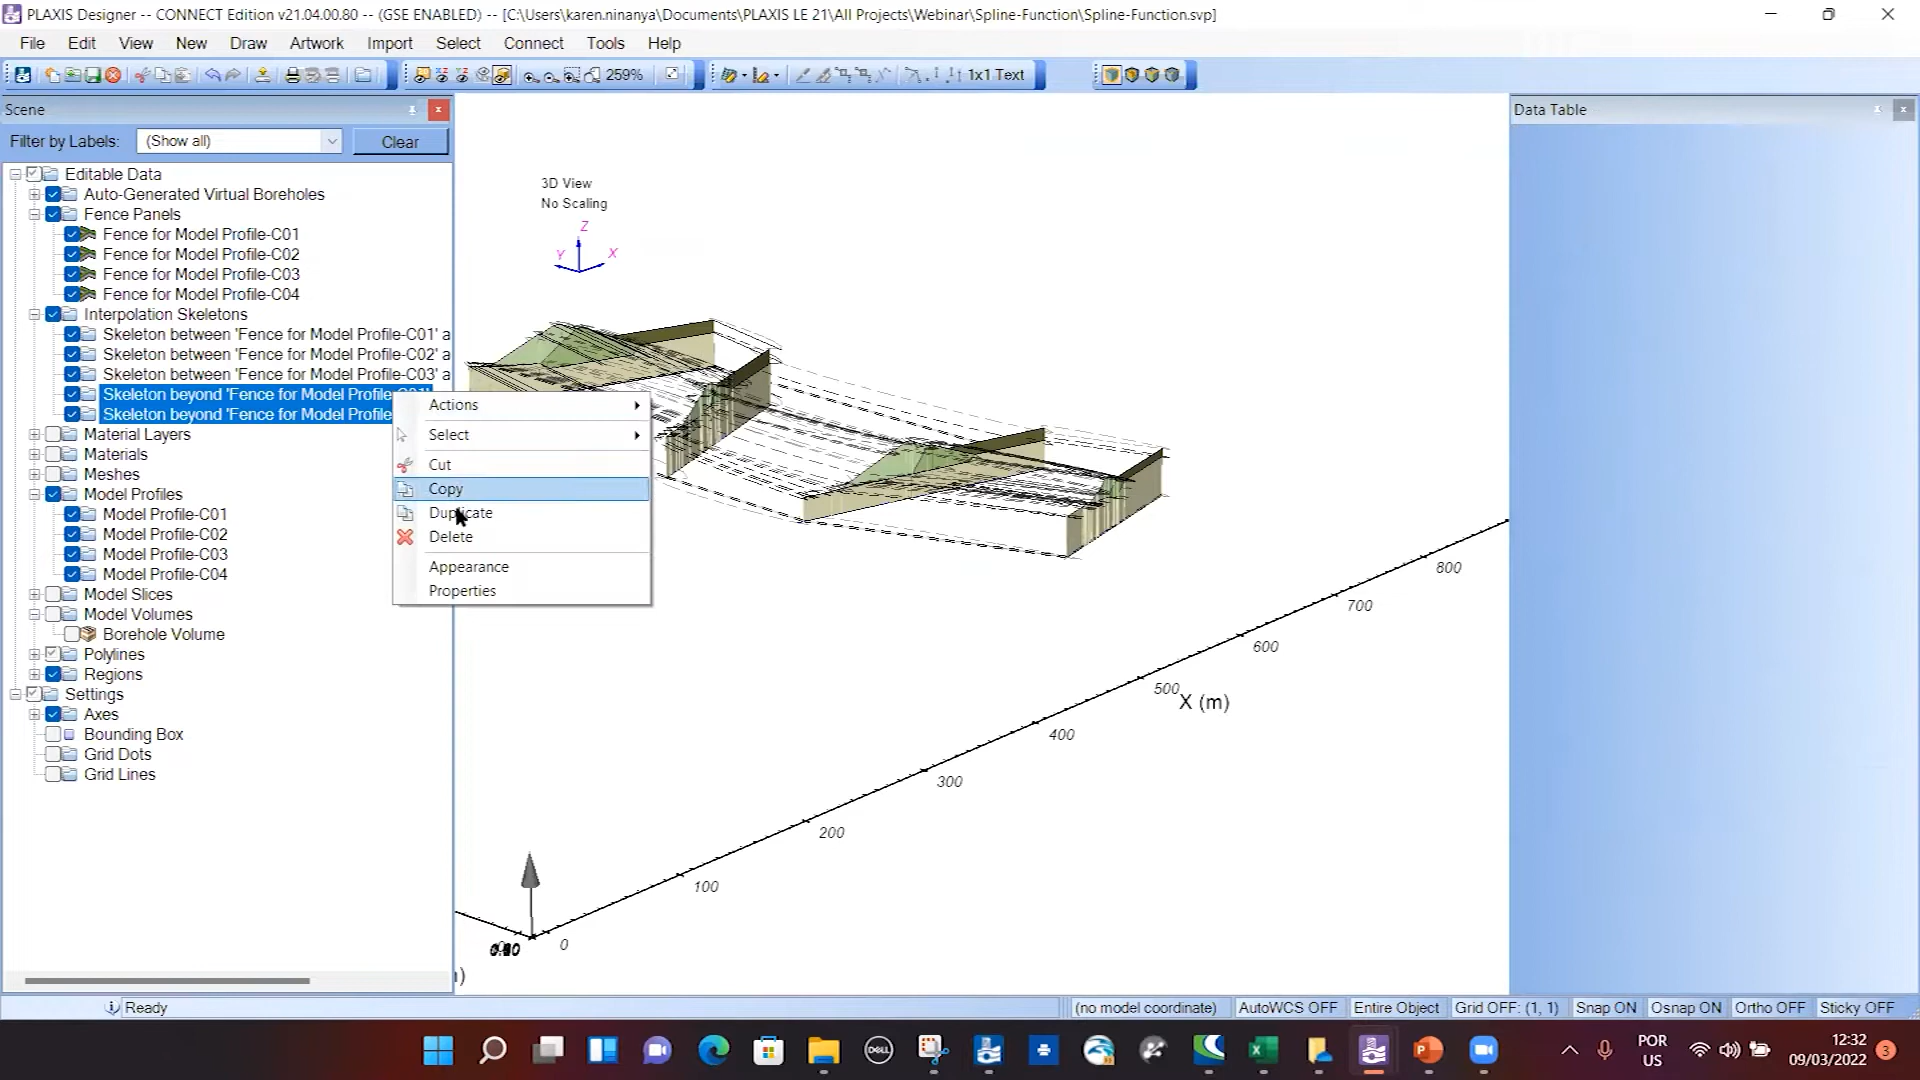 PLAXIS Designer -- CONNECT Edition v21.04.00.80 -- (GSE ENABLED) -- [C:\Users\karen.ninanya\Documents\PLAXIS LE 21\All Projects\Webinar\Spline-Function\Spline-Function.svp]
File Edit View New Draw Artwork Import Select Connect Tools Help
259% 1x1 Text
Scene
Data Table
Filter by Labels: (Show all) Clear
Editable Data
Auto-Generated Virtual Boreholes
Fence Panels
Fence for Model Profile-C01
Fence for Model Profile-C02
Fence for Model Profile-C03
Fence for Model Profile-C04
Interpolation Skeletons
Skeleton between 'Fence for Model Profile-C01' a
Skeleton between 'Fence for Model Profile-C02' a
Skeleton between 'Fence for Model Profile-C03' a
Skeleton beyond 'Fence for Model Profile-
Skeleton beyond 'Fence for Model Profile
Material Layers
Materials
Meshes
Model Profiles
Model Profile-C01
Model Profile-C02
Model Profile-C03
Model Profile-C04
Model Slices
Model Volumes
Borehole Volume
Polylines
Regions
Settings
Axes
Bounding Box
Grid Dots
Grid Lines
Actions
Select
Cut
Copy
Duplicate
Delete
Appearance
Properties
3D View
No Scaling
Z
Y X
800
700
600
500 X (m)
400
300
200
100
0
)
Ready
(no model coordinate) AutoWCS OFF Entire Object Grid OFF: (1, 1) Snap ON Osnap ON Ortho OFF Sticky OFF
DELL
POR
US
12:32
09/03/2022
3